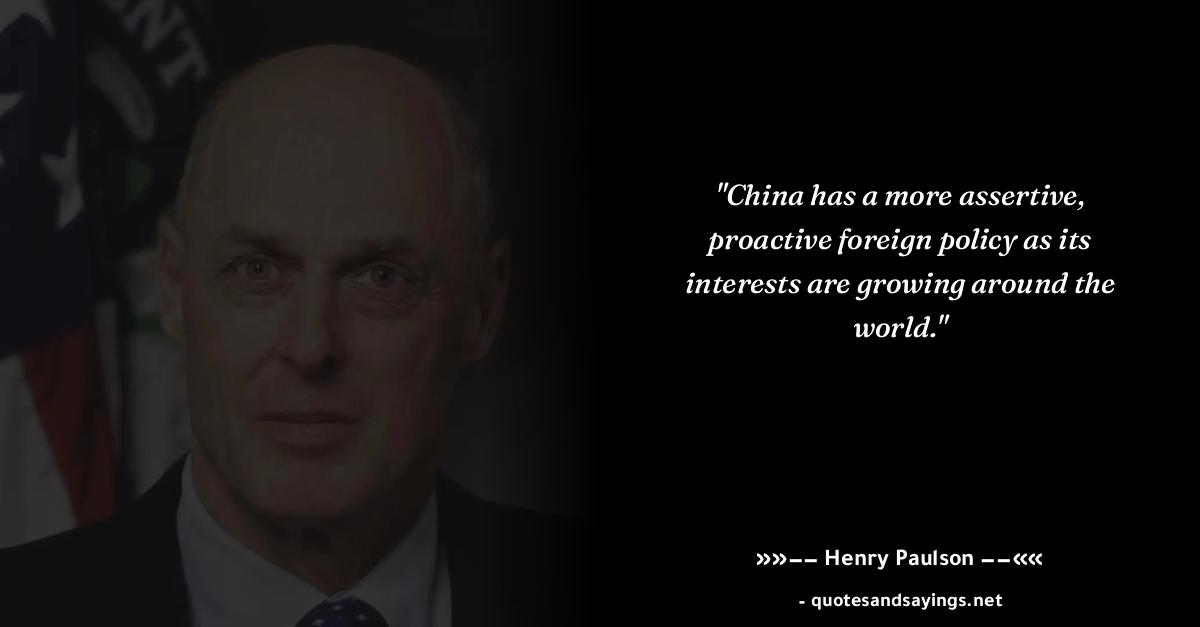 ENT
"China has a more assertive,
proactive foreign policy as its
interests are growing around the
world."
»»–– Henry Paulson ––««
- quotesandsayings.net